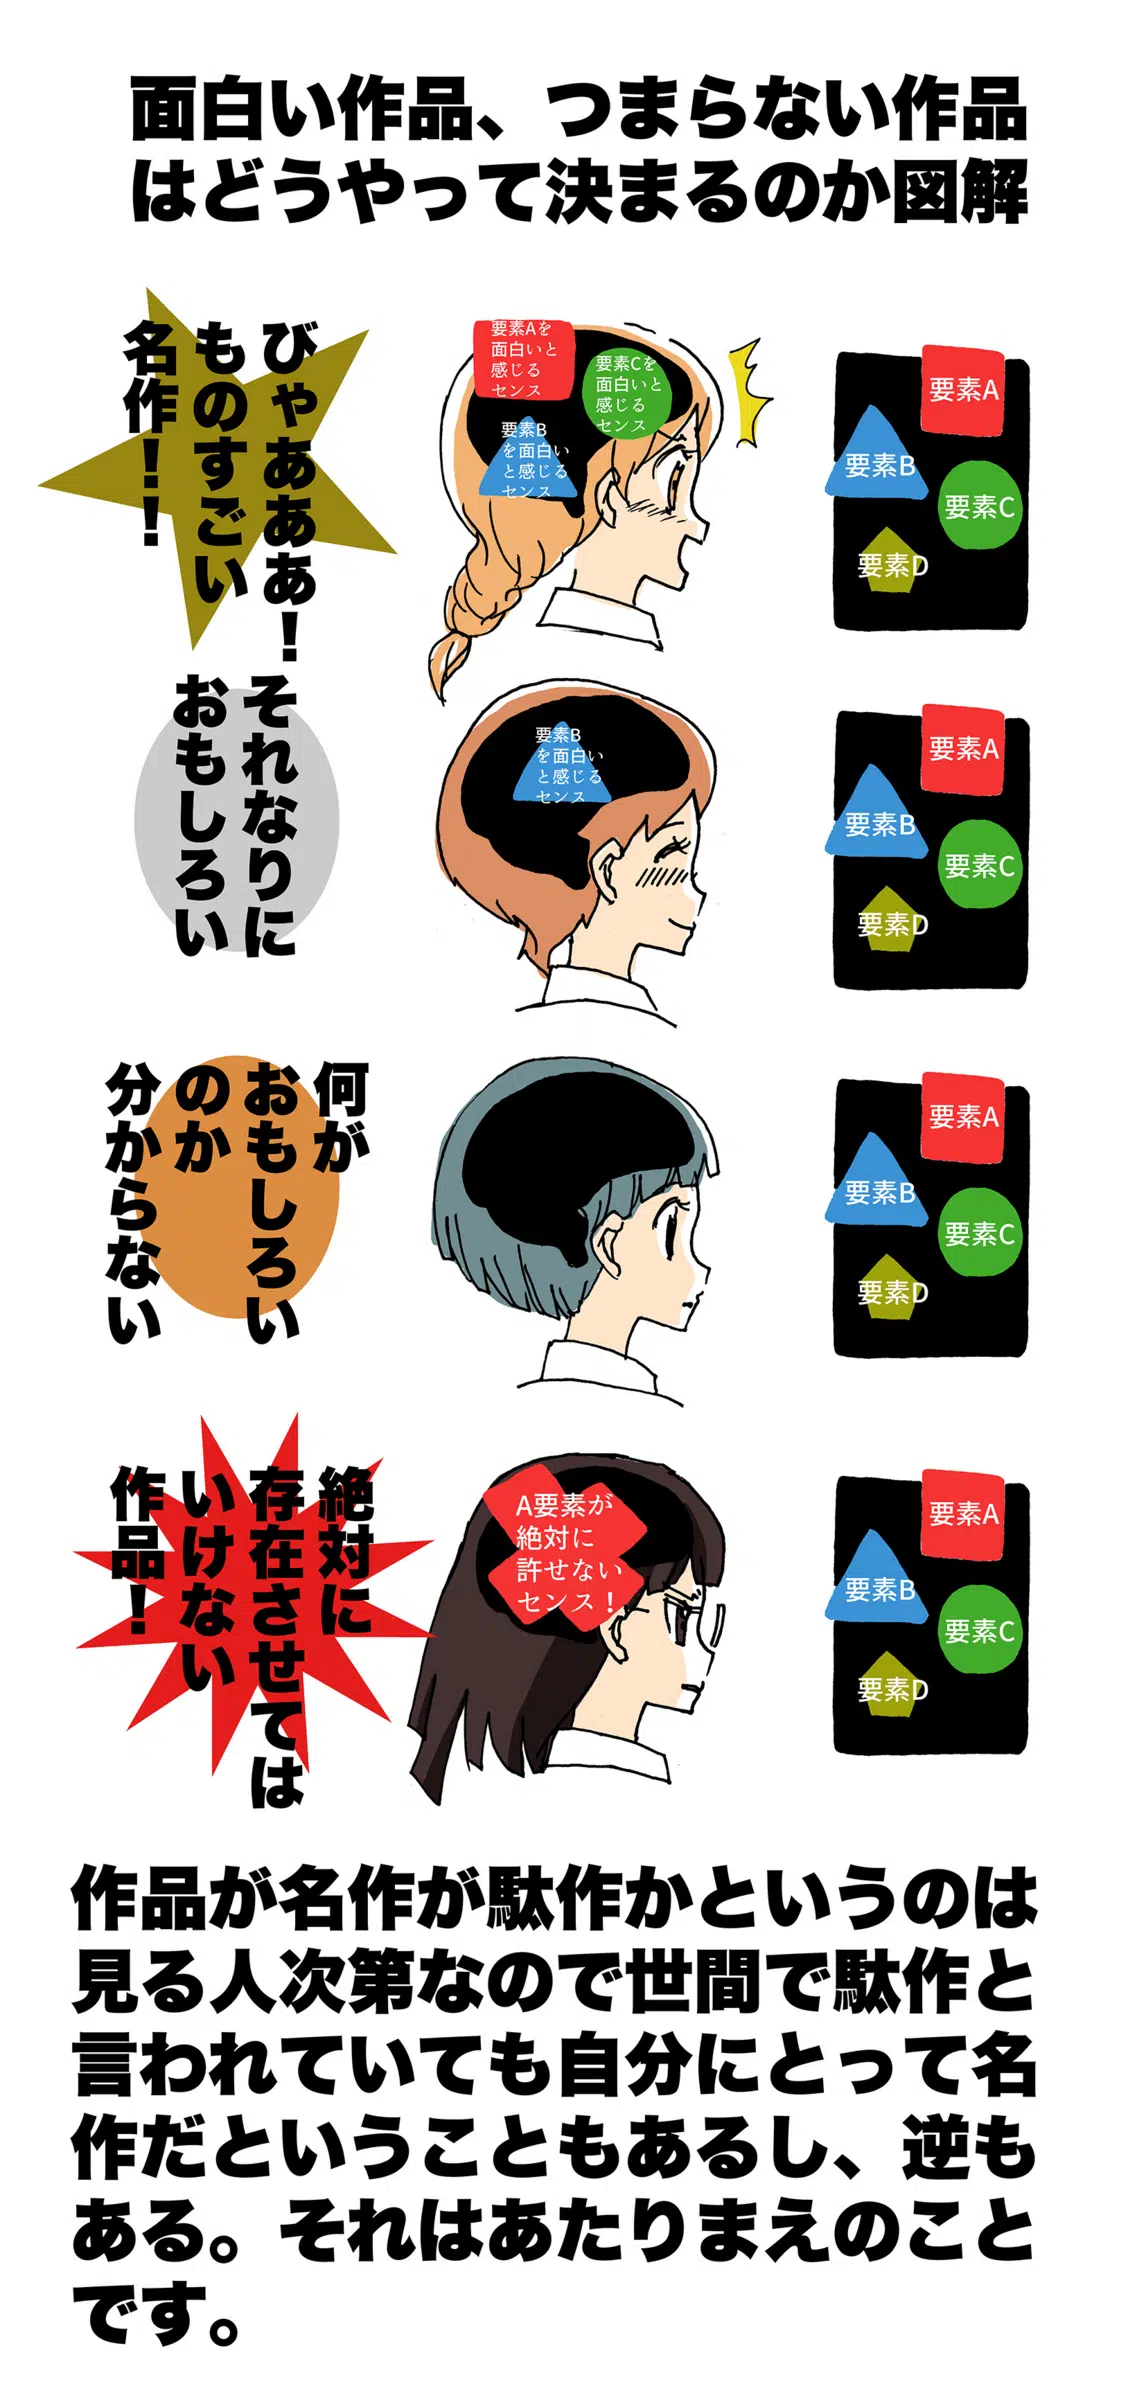 面白い作品、つまらない作品
はどうやって決まるのか図解
びゃあああ！
ものすごい
名作！！
要素Aを
面白いと
感じる
センス
要素Cを
面白いと
感じる
センス
要素B
を面白い
と感じる
センス
要素A
要素B
要素C
要素D
それなりに
おもしろい
要素B
を面白い
と感じる
センス
要素A
要素B
要素C
要素D
何が
おもしろい
のか
分からない
要素A
要素B
要素C
要素D
絶対に
存在させては
いけない
作品！
A要素が
絶対に
許せない
センス！
要素A
要素B
要素C
要素D
作品が名作が駄作かというのは
見る人次第なので世間で駄作と
言われていても自分にとって名
作だということもあるし、逆も
ある。それはあたりまえのこと
です。